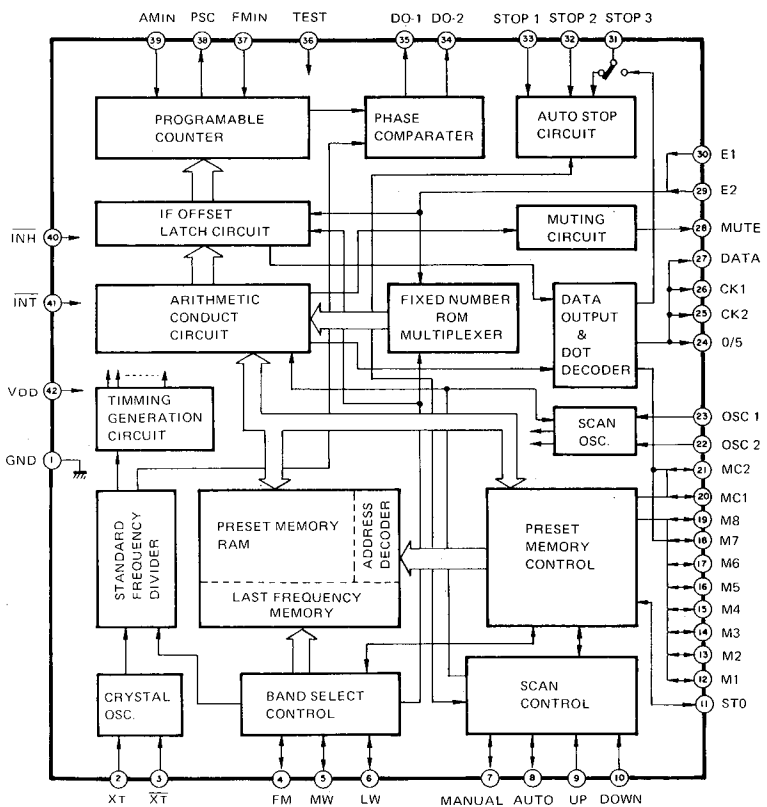 AMIN PSC FMIN TEST DO-1 DO-2 STOP 1 STOP 2 STOP 3
39 38 37 36 35 34 33 32 31
PROGRAMABLE
COUNTER
PHASE
COMPARATER
AUTO STOP
CIRCUIT
30 E1
29 E2
IF OFFSET
LATCH CIRCUIT
MUTING
CIRCUIT
28 MUTE
INH 40
27 DATA
INT 41
ARITHMETIC
CONDUCT
CIRCUIT
FIXED NUMBER
ROM
MULTIPLEXER
DATA
OUTPUT
&
DOT
DECODER
26 CK1
25 CK2
24 0/5
VDD 42
TIMMING
GENERATION
CIRCUIT
SCAN
OSC.
23 OSC 1
22 OSC 2
GND 1
21 MC2
20 MC1
STANDARD
FREQUENCY
DIVIDER
PRESET MEMORY
RAM
ADDRESS
DECODER
LAST FREQUENCY
MEMORY
PRESET
MEMORY
CONTROL
19 M8
18 M7
17 M6
16 M5
15 M4
14 M3
13 M2
12 M1
11 STO
CRYSTAL
OSC.
BAND SELECT
CONTROL
SCAN
CONTROL
2 3 4 5 6 7 8 9 10
XT XT FM MW LW MANUAL AUTO UP DOWN